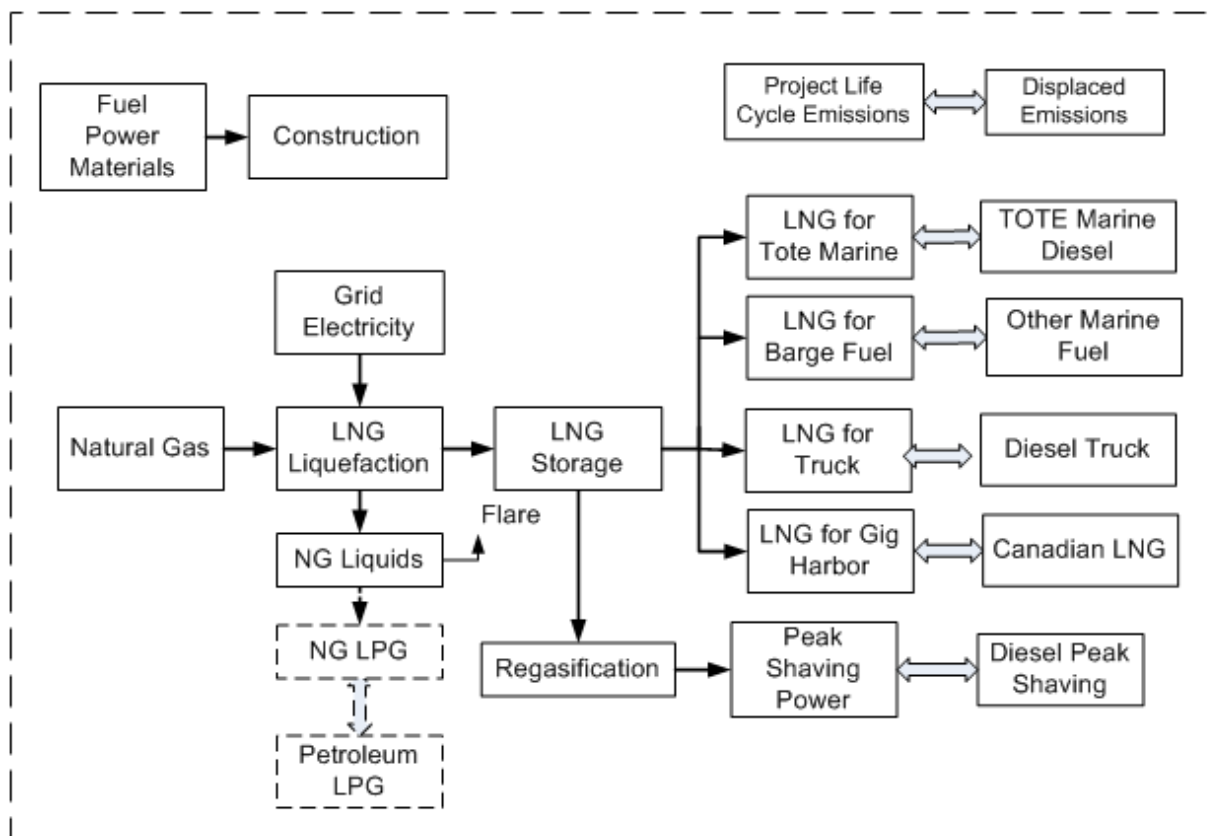 Fuel
Power
Materials
Construction
Project Life
Cycle Emissions
Displaced
Emissions
LNG for
Tote Marine
TOTE Marine
Diesel
Grid
Electricity
LNG for
Barge Fuel
Other Marine
Fuel
Natural Gas
LNG
Liquefaction
LNG
Storage
LNG for
Truck
Diesel Truck
Flare
NG Liquids
LNG for Gig
Harbor
Canadian LNG
NG LPG
Regasification
Peak
Shaving
Power
Diesel Peak
Shaving
Petroleum
LPG